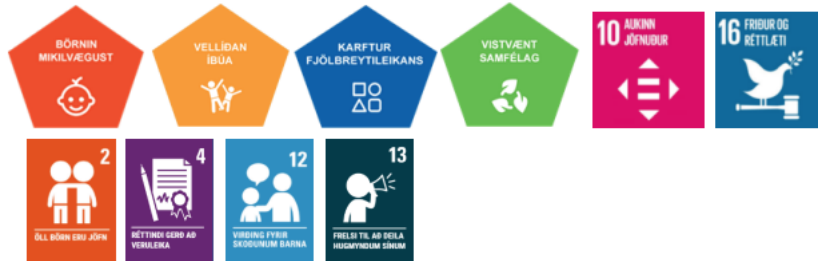 BÖRNIN
MIKILVÆGUST
VELLÍÐAN
ÍBÚA
KARFTUR
FJÖLBREYTILEIKANS
VISTVÆNT
SAMFÉLAG
10 AUKINN
JÖFNUÐUR
16 FRIÐUR OG
RÉTTLÆTI
2
ÖLL BÖRN ERU JÖFN
4
RÉTTINDI GERÐ AÐ
VERULEIKA
12
VIRÐING FYRIR
SKOÐUNUM BARNA
13
FRELSI TIL AÐ DEILA
HUGMYNDUM SÍNUM